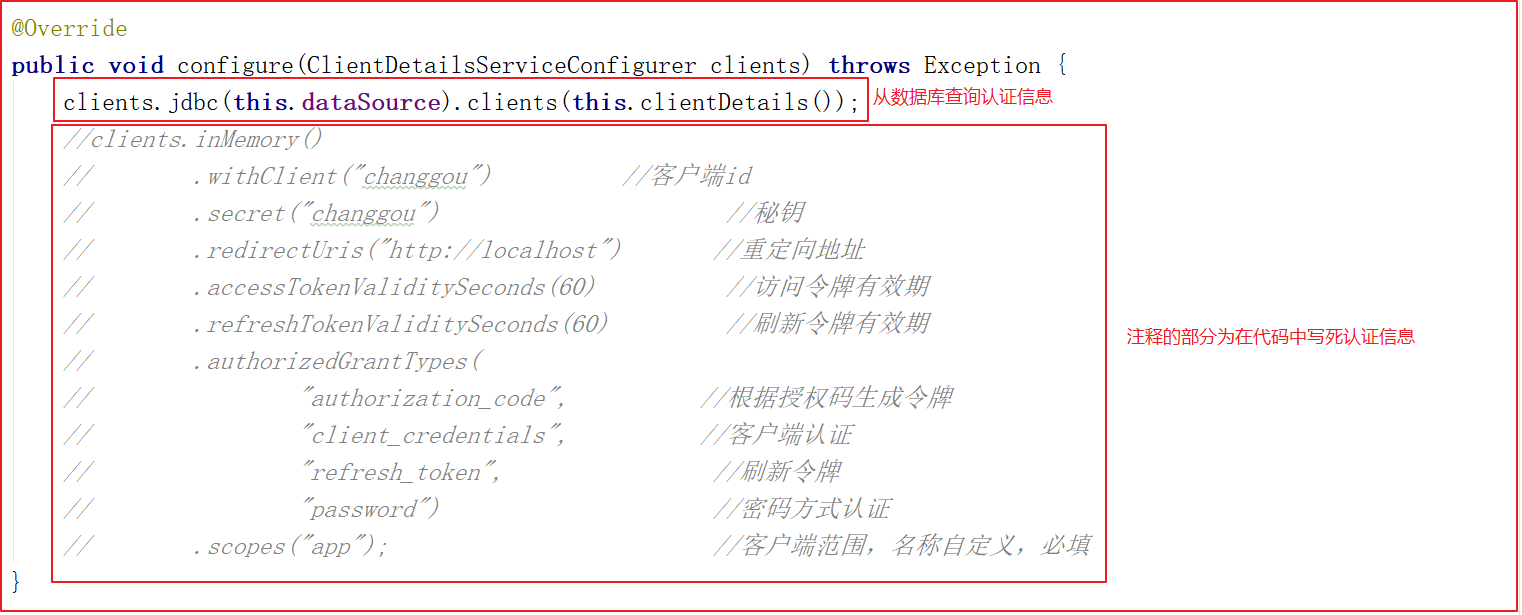 @Override
public void configure(ClientDetailsServiceConfigurer clients) throws Exception {
clients.jdbc(this.dataSource).clients(this.clientDetails()); 从数据库查询认证信息
//clients.inMemory()
// .withClient("changgou") //客户端id
// .secret("changgou") //秘钥
// .redirectUris("http://localhost") //重定向地址
// .accessTokenValiditySeconds(60) //访问令牌有效期
// .refreshTokenValiditySeconds(60) //刷新令牌有效期
注释的部分为在代码中写死认证信息
// .authorizedGrantTypes(
// "authorization_code", //根据授权码生成令牌
// "client_credentials", //客户端认证
// "refresh_token", //刷新令牌
// "password") //密码方式认证
// .scopes("app"); //客户端范围，名称自定义，必填
}